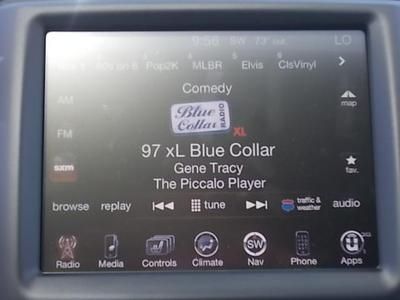 9:56 SW 73° out LO
80s on 8 Pop2K MLBR Elvis ClsVinyl
Comedy
AM
Blue Collar RADIO
XL
map
FM
97 xL Blue Collar
Gene Tracy
sxm
fav.
The Piccalo Player
browse replay tune traffic & weather audio
SW
Radio Media Controls Climate Nav Phone Apps